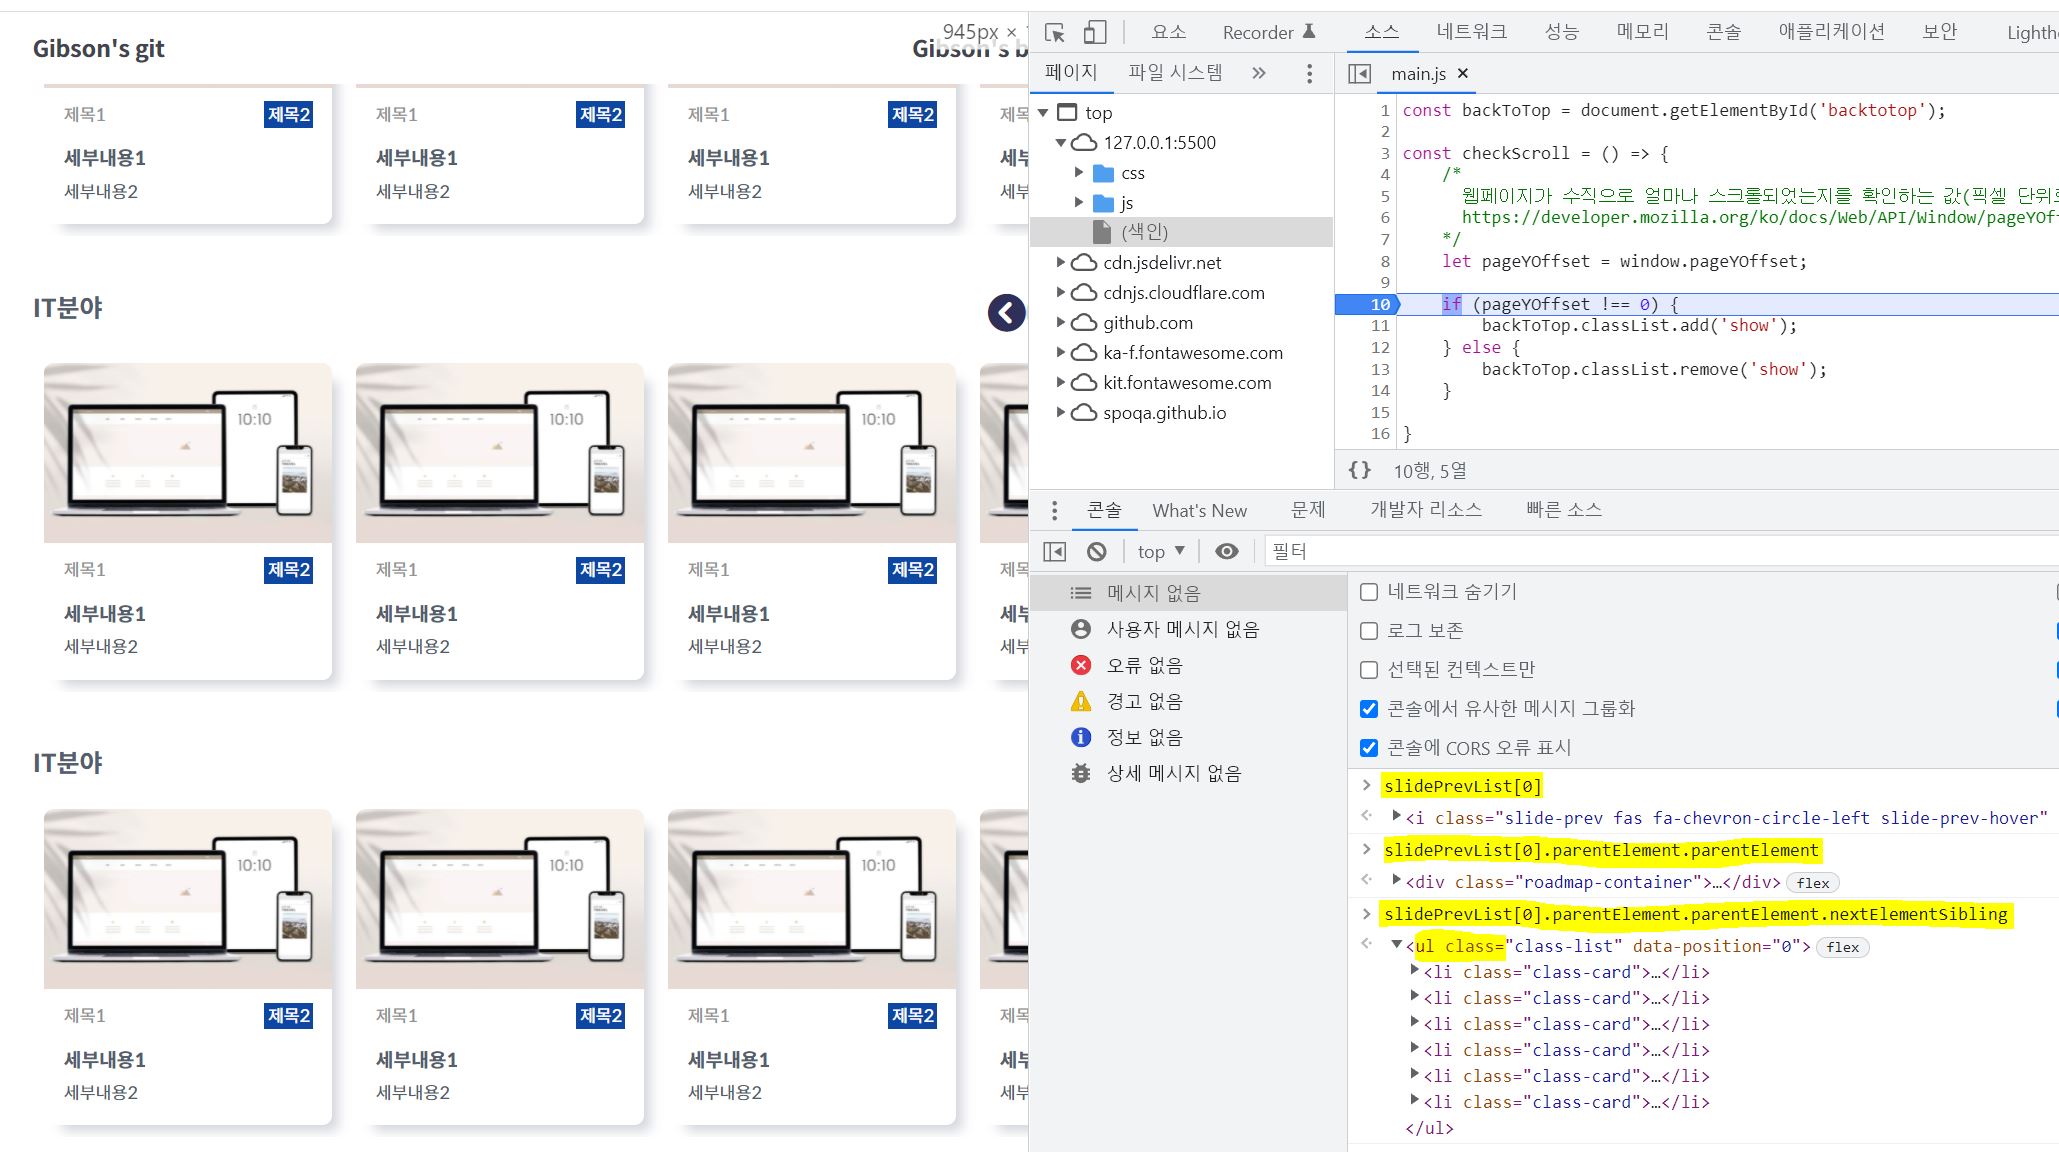 945px ×
Gibson's git
Gibson's b
제목1 제목2 제목1 제목2 제목1 제목2
세부내용1 세부내용1 세부내용1
세부내용2 세부내용2 세부내용2
IT분야
10:10 10:10 10:10
제목1 제목2 제목1 제목2 제목1 제목2
세부내용1 세부내용1 세부내용1
세부내용2 세부내용2 세부내용2
IT분야
10:10 10:10 10:10
제목1 제목2 제목1 제목2 제목1 제목2
세부내용1 세부내용1 세부내용1
세부내용2 세부내용2 세부내용2
요소 Recorder 소스 네트워크 성능 메모리 콘솔 애플리케이션 보안 Lighth
페이지 파일 시스템 »
top
127.0.0.1:5500
css
js
(색인)
cdn.jsdelivr.net
cdnjs.cloudflare.com
github.com
ka-f.fontawesome.com
kit.fontawesome.com
spoqa.github.io
main.js ×
1 const backToTop = document.getElementById('backtotop');
2
3 const checkScroll = () => {
4 /*
5 웹페이지가 수직으로 얼마나 스크롤되었는지를 확인하는 값(픽셀 단위로
6 https://developer.mozilla.org/ko/docs/Web/API/Window/pageYOf
7 */
8 let pageYOffset = window.pageYOffset;
9
10 if (pageYOffset !== 0) {
11 backToTop.classList.add('show');
12 } else {
13 backToTop.classList.remove('show');
14 }
15
16 }
{} 10행, 5열
콘솔 What's New 문제 개발자 리소스 빠른 소스
top ▼ 필터
메시지 없음
사용자 메시지 없음
오류 없음
경고 없음
정보 없음
상세 메시지 없음
네트워크 숨기기
로그 보존
선택된 컨텍스트만
콘솔에서 유사한 메시지 그룹화
콘솔에 CORS 오류 표시
> slidePrevList[0]
<i class="slide-prev fas fa-chevron-circle-left slide-prev-hover"
> slidePrevList[0].parentElement.parentElement
<div class="roadmap-container">…</div> flex
> slidePrevList[0].parentElement.parentElement.nextElementSibling
<ul class="class-list" data-position="0"> flex
<li class="class-card">…</li>
<li class="class-card">…</li>
<li class="class-card">…</li>
<li class="class-card">…</li>
<li class="class-card">…</li>
<li class="class-card">…</li>
</ul>